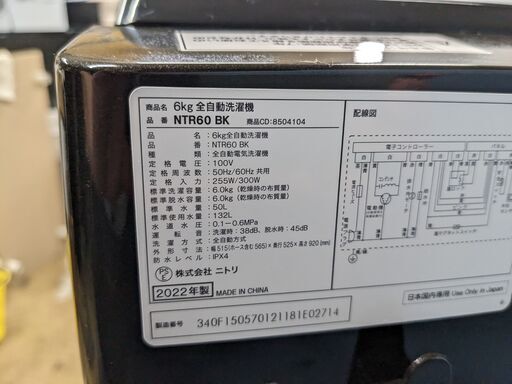 商品名 6kg 全自動洗濯機
品番 NTR60 BK 商品CD:8504104
品名 : 6kg全自動洗濯機
品番 : NTR60 BK
種類 : 全自動電気洗濯機
定格電圧 : 100V
定格周波数 : 50Hz/60Hz 共用
定格入力 : 255W/300W
標準洗濯容量 : 6.0kg (乾燥時の布質量)
標準脱水容量 : 6.0kg (乾燥時の布質量)
標準水量 : 50L
標準使用水量 : 132L
水道水圧 : 0.1~0.6MPa
運転音 : 洗濯時: 38dB、脱水時: 45dB
洗濯方式 : 全自動方式
外形寸法 : 幅515(ホース含む565)×奥行525×高さ920(mm)
防水レベル : IPX4
株式会社 ニトリ
2022年製 MADE IN CHINA
製造番号 340F150570121181E02714
配線図
電子コントローラー
日本国内専用 Use Only in Japan